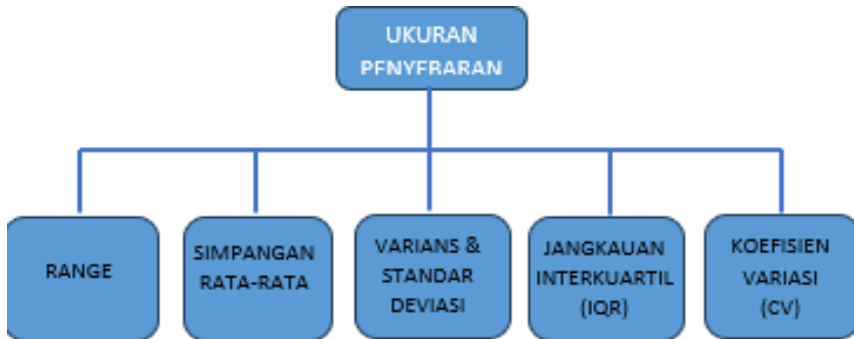 UKURAN
PENYEBARAN
RANGE
SIMPANGAN
RATA-RATA
VARIANS &
STANDAR
DEVIASI
JANGKAUAN
INTERKUARTIL
(IQR)
KOEFISIEN
VARIASI
(CV)